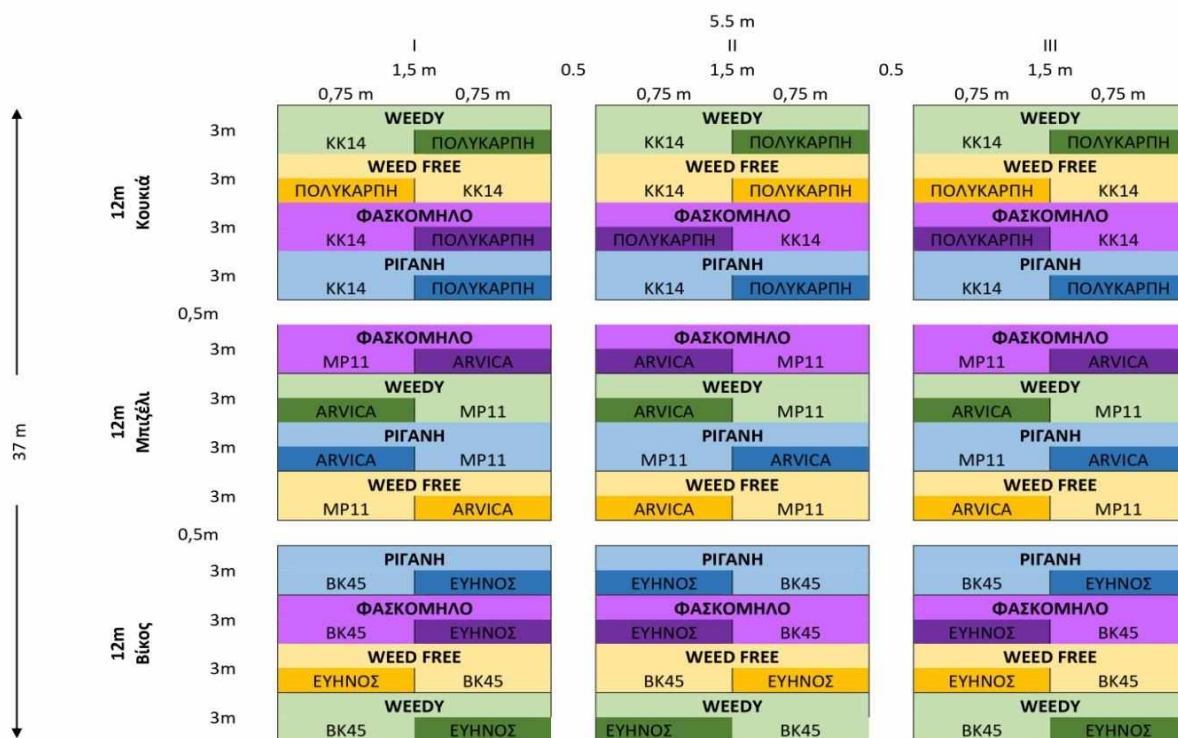 5.5 m
I II III
1,5 m 0.5 1,5 m 0.5 1,5 m
0,75 m 0,75 m 0,75 m 0,75 m 0,75 m 0,75 m
37 m
12m
Κουκιά
3m WEEDY WEEDY WEEDY
KK14 ΠΟΛΥΚΑΡΠΗ KK14 ΠΟΛΥΚΑΡΠΗ KK14 ΠΟΛΥΚΑΡΠΗ
3m WEED FREE WEED FREE WEED FREE
ΠΟΛΥΚΑΡΠΗ KK14 KK14 ΠΟΛΥΚΑΡΠΗ ΠΟΛΥΚΑΡΠΗ KK14
3m ΦΑΣΚΟΜΗΛΟ ΦΑΣΚΟΜΗΛΟ ΦΑΣΚΟΜΗΛΟ
KK14 ΠΟΛΥΚΑΡΠΗ ΠΟΛΥΚΑΡΠΗ KK14 ΠΟΛΥΚΑΡΠΗ KK14
3m ΡΙΓΑΝΗ ΡΙΓΑΝΗ ΡΙΓΑΝΗ
KK14 ΠΟΛΥΚΑΡΠΗ KK14 ΠΟΛΥΚΑΡΠΗ KK14 ΠΟΛΥΚΑΡΠΗ
0,5m
12m
Μπιζέλι
3m ΦΑΣΚΟΜΗΛΟ ΦΑΣΚΟΜΗΛΟ ΦΑΣΚΟΜΗΛΟ
MP11 ARVICA ARVICA MP11 MP11 ARVICA
3m WEEDY WEEDY WEEDY
ARVICA MP11 ARVICA MP11 ARVICA MP11
3m ΡΙΓΑΝΗ ΡΙΓΑΝΗ ΡΙΓΑΝΗ
ARVICA MP11 MP11 ARVICA MP11 ARVICA
3m WEED FREE WEED FREE WEED FREE
MP11 ARVICA ARVICA MP11 ARVICA MP11
0,5m
12m
Βίκος
3m ΡΙΓΑΝΗ ΡΙΓΑΝΗ ΡΙΓΑΝΗ
BK45 ΕΥΗΝΟΣ ΕΥΗΝΟΣ BK45 BK45 ΕΥΗΝΟΣ
3m ΦΑΣΚΟΜΗΛΟ ΦΑΣΚΟΜΗΛΟ ΦΑΣΚΟΜΗΛΟ
BK45 ΕΥΗΝΟΣ ΕΥΗΝΟΣ BK45 ΕΥΗΝΟΣ BK45
3m WEED FREE WEED FREE WEED FREE
ΕΥΗΝΟΣ BK45 BK45 ΕΥΗΝΟΣ ΕΥΗΝΟΣ BK45
3m WEEDY WEEDY WEEDY
BK45 ΕΥΗΝΟΣ ΕΥΗΝΟΣ BK45 BK45 ΕΥΗΝΟΣ